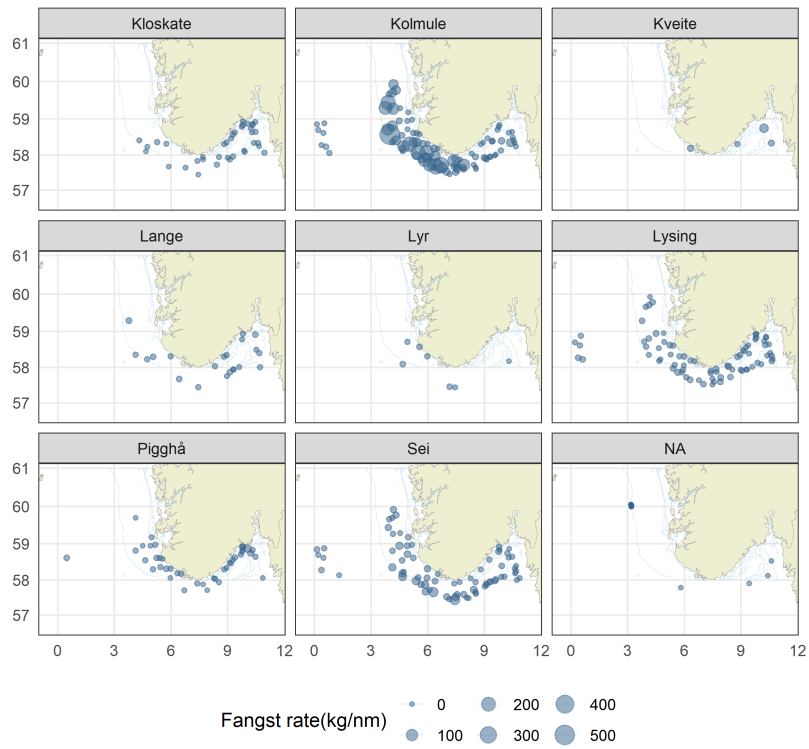 Kloskate Kolmule Kveite
61
60
59
58
57
Lange Lyr Lysing
61
60
59
58
57
Pigghå Sei NA
61
60
59
58
57
0 3 6 9 12 0 3 6 9 12 0 3 6 9 12
Fangst rate(kg/nm)
0 200 400
100 300 500